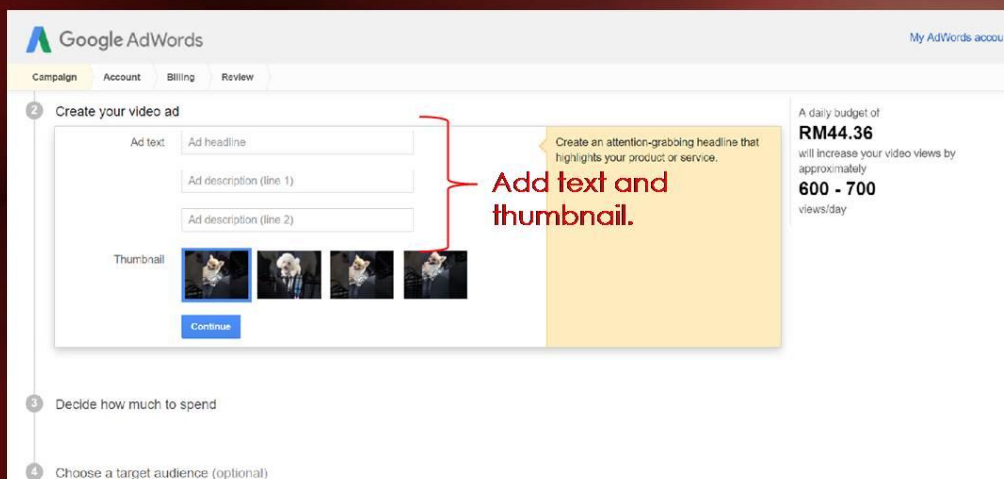 Google AdWords
My AdWords accou
Campaign Account Billing Review
2 Create your video ad
Ad text
Ad headline
Ad description (line 1)
Ad description (line 2)
Create an attention-grabbing headline that
highlights your product or service.
Add text and
thumbnail.
Thumbnail
Continue
A daily budget of
RM44.36
will increase your video views by
approximately
600 - 700
views/day
3 Decide how much to spend
4 Choose a target audience (optional)